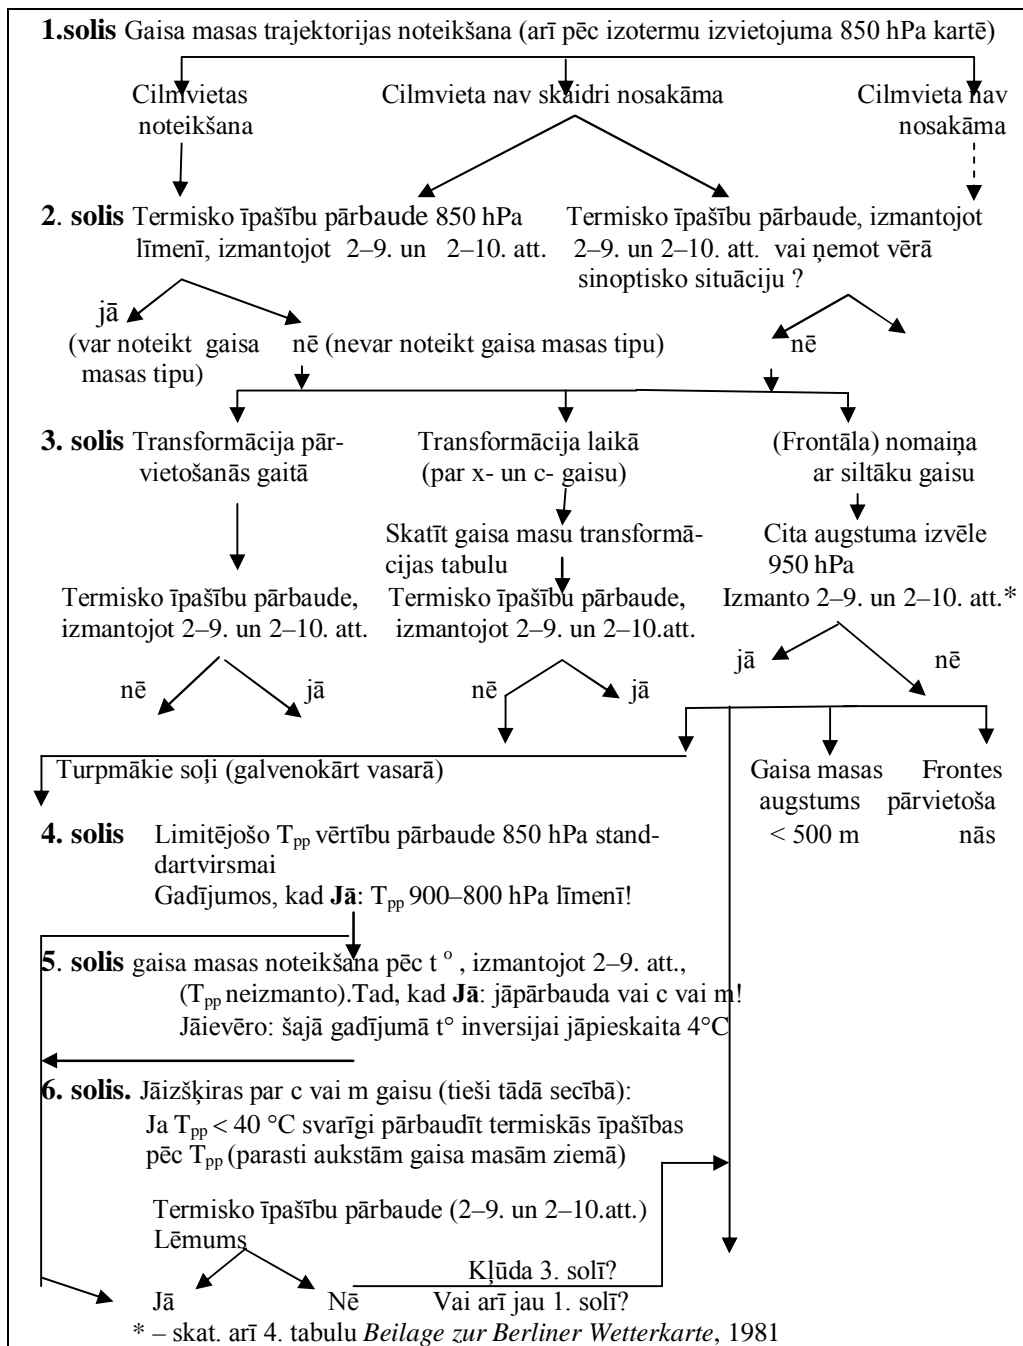 1.solis Gaisa masas trajektorijas noteikšana (arī pēc izotermu izvietojuma 850 hPa kartē)
Cilmvietas
noteikšana
Cilmvieta nav skaidri nosakāma
Cilmvieta nav
nosakāma
2. solis Termisko īpašību pārbaude 850 hPa
līmenī, izmantojot 2–9. un 2–10. att.
Termisko īpašību pārbaude, izmantojot
2–9. un 2–10. att. vai ņemot vērā
sinoptisko situāciju ?
jā
(var noteikt gaisa
masas tipu)
nē (nevar noteikt gaisa masas tipu)
nē
3. solis Transformācija pār-
vietošanās gaitā
Transformācija laikā
(par x- un c- gaisu)
(Frontāla) nomaiņa
ar siltāku gaisu
Skatīt gaisa masu transformā-
cijas tabulu
Cita augstuma izvēle
950 hPa
Termisko īpašību pārbaude,
izmantojot 2–9. un 2–10. att.
Termisko īpašību pārbaude,
izmantojot 2–9. un 2–10.att.
Izmanto 2–9. un 2–10. att.*
nē
jā
nē
jā
jā
nē
Turpmākie soļi (galvenokārt vasarā)
Gaisa masas
augstums
< 500 m
Frontes
pārvietoša
nās
4. solis Limitējošo Tpp vērtību pārbaude 850 hPa stand-
dartvirsmai
Gadījumos, kad Jā: Tpp 900–800 hPa līmenī!
5. solis gaisa masas noteikšana pēc t º , izmantojot 2–9. att.,
(Tpp neizmanto).Tad, kad Jā: jāpārbauda vai c vai m!
Jāievēro: šajā gadījumā t° inversijai jāpieskaita 4°C
6. solis. Jāizšķiras par c vai m gaisu (tieši tādā secībā):
Ja Tpp < 40 °C svarīgi pārbaudīt termiskās īpašības
pēc Tpp (parasti aukstām gaisa masām ziemā)
Termisko īpašību pārbaude (2–9. un 2–10.att.)
Lēmums
Kļūda 3. solī?
Jā
Nē
Vai arī jau 1. solī?
* – skat. arī 4. tabulu Beilage zur Berliner Wetterkarte, 1981